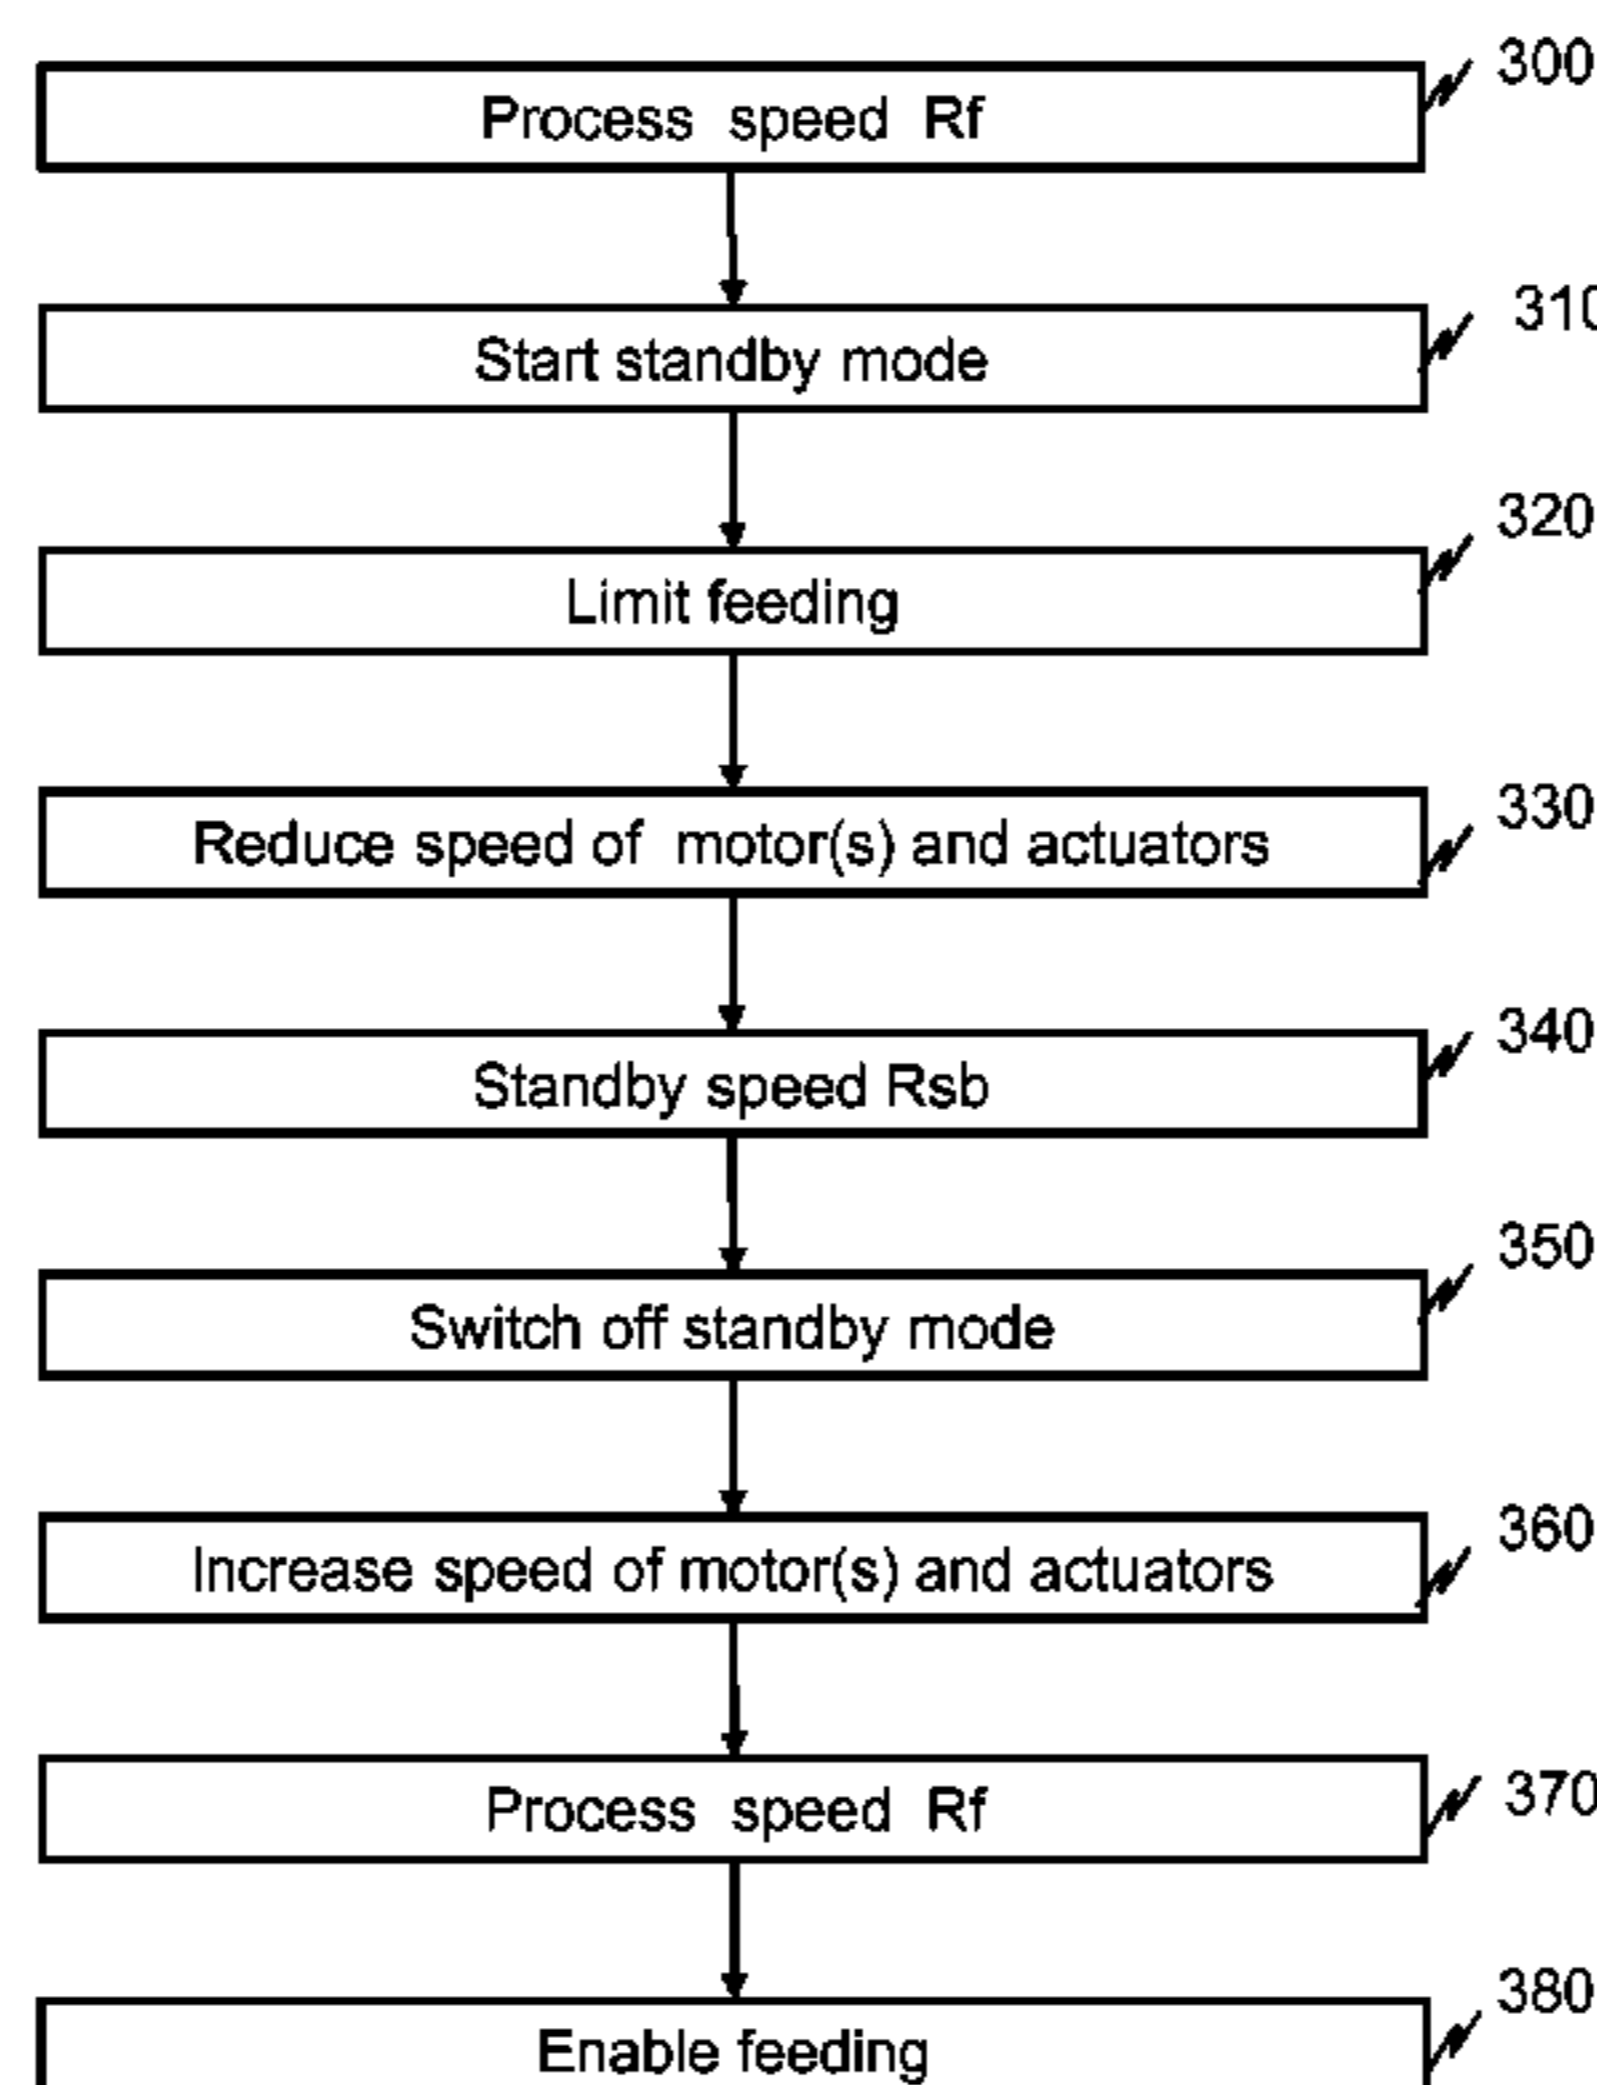 300
Process speed Rf
310
Start standby mode
320
Limit feeding
330
Reduce speed of motor(s) and actuators
340
Standby speed Rsb
350
Switch off standby mode
360
Increase speed of motor(s) and actuators
370
Process speed Rf
380
Enable feeding